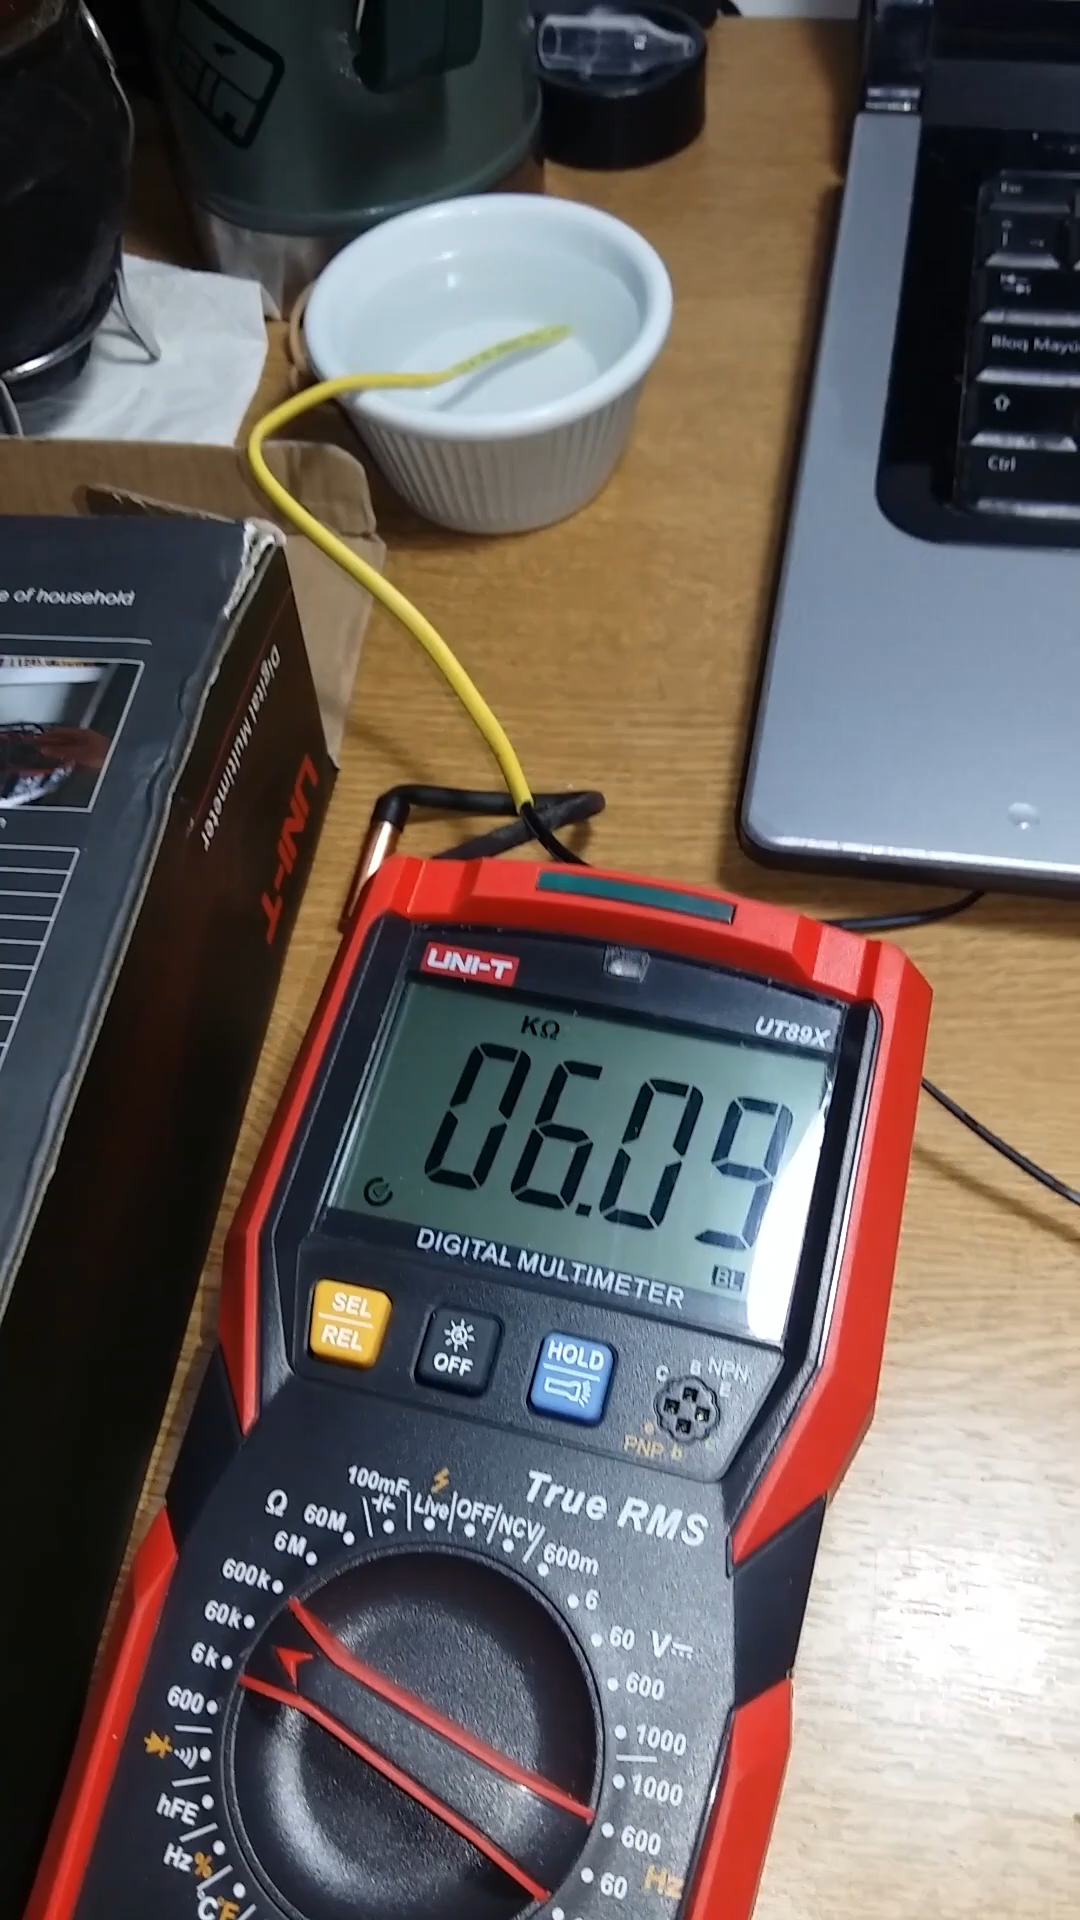 Esc
Bloq Mayú
⇧
Ctrl
e of household
Digital Multimeter
UNI-T
UNI-T
UT89X
KΩ
06.09
BL
DIGITAL MULTIMETER
SEL
REL
OFF
HOLD
C B NPN
E
PNP b
True RMS
100mF
Live
OFF
NCV
Ω
60M
6M
600k
60k
6k
600
hFE
Hz%
°C°F
600m
6
60
V
600
1000
1000
600
60
Hz